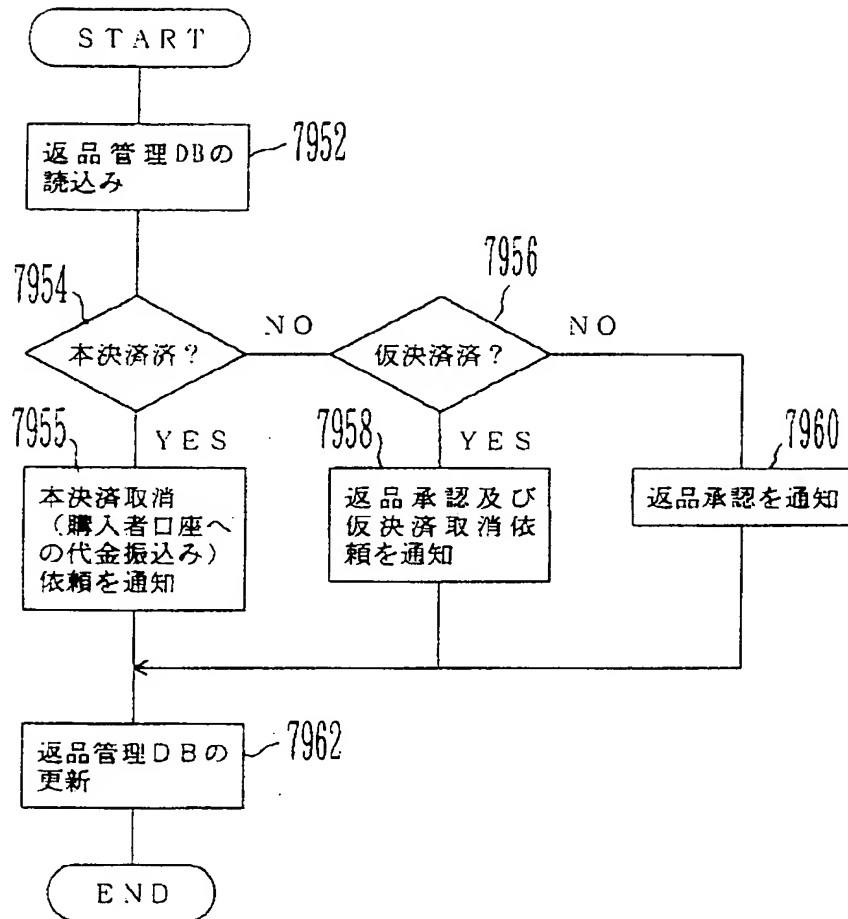 START
返品管理DBの
読込み
7952
7954
本決済済?
NO
7956
仮決済済?
NO
7955
YES
本決済取消
(購入者口座へ
の代金振込み)
依頼を通知
7958
YES
返品承認及び
仮決済取消依
頼を通知
7960
返品承認を通知
返品管理DBの
更新
7962
END